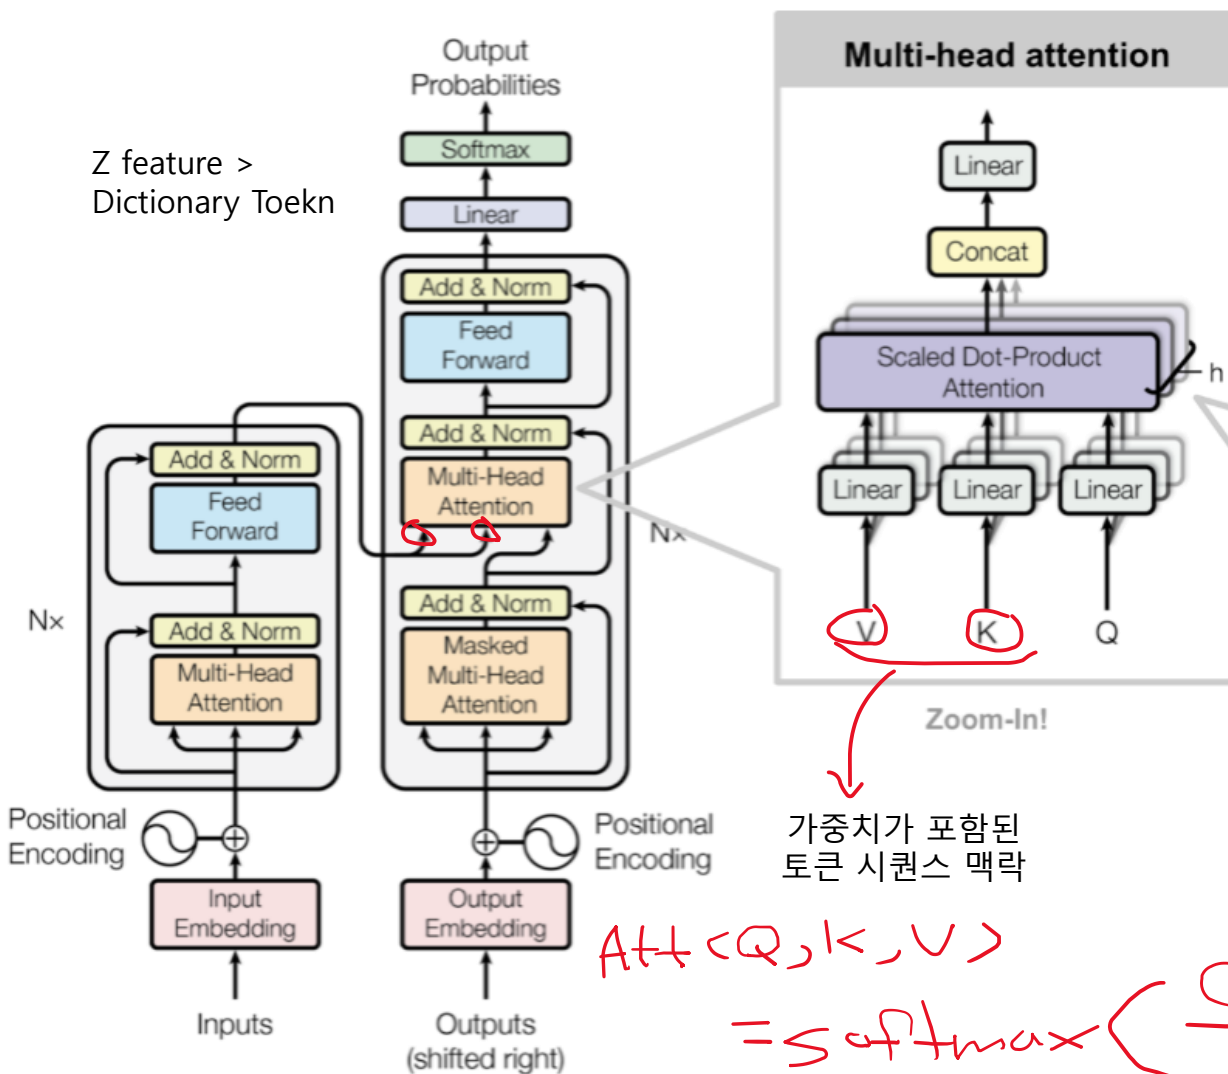 Output
Probabilities
Softmax
Linear
Z feature >
Dictionary Toekn
Add & Norm
Feed
Forward
Add & Norm
Multi-Head
Attention
Nx
Add & Norm
Masked
Multi-Head
Attention
Add & Norm
Feed
Forward
Nx
Add & Norm
Multi-Head
Attention
Positional
Encoding
Positional
Encoding
Input
Embedding
Output
Embedding
Inputs
Outputs
(shifted right)
Multi-head attention
Linear
Concat
Scaled Dot-Product
Attention
h
Linear
Linear
Linear
V
K
Q
Zoom-In!
가중치가 포함된
토큰 시퀀스 맥락
Att<Q,K,V>
=softmax(